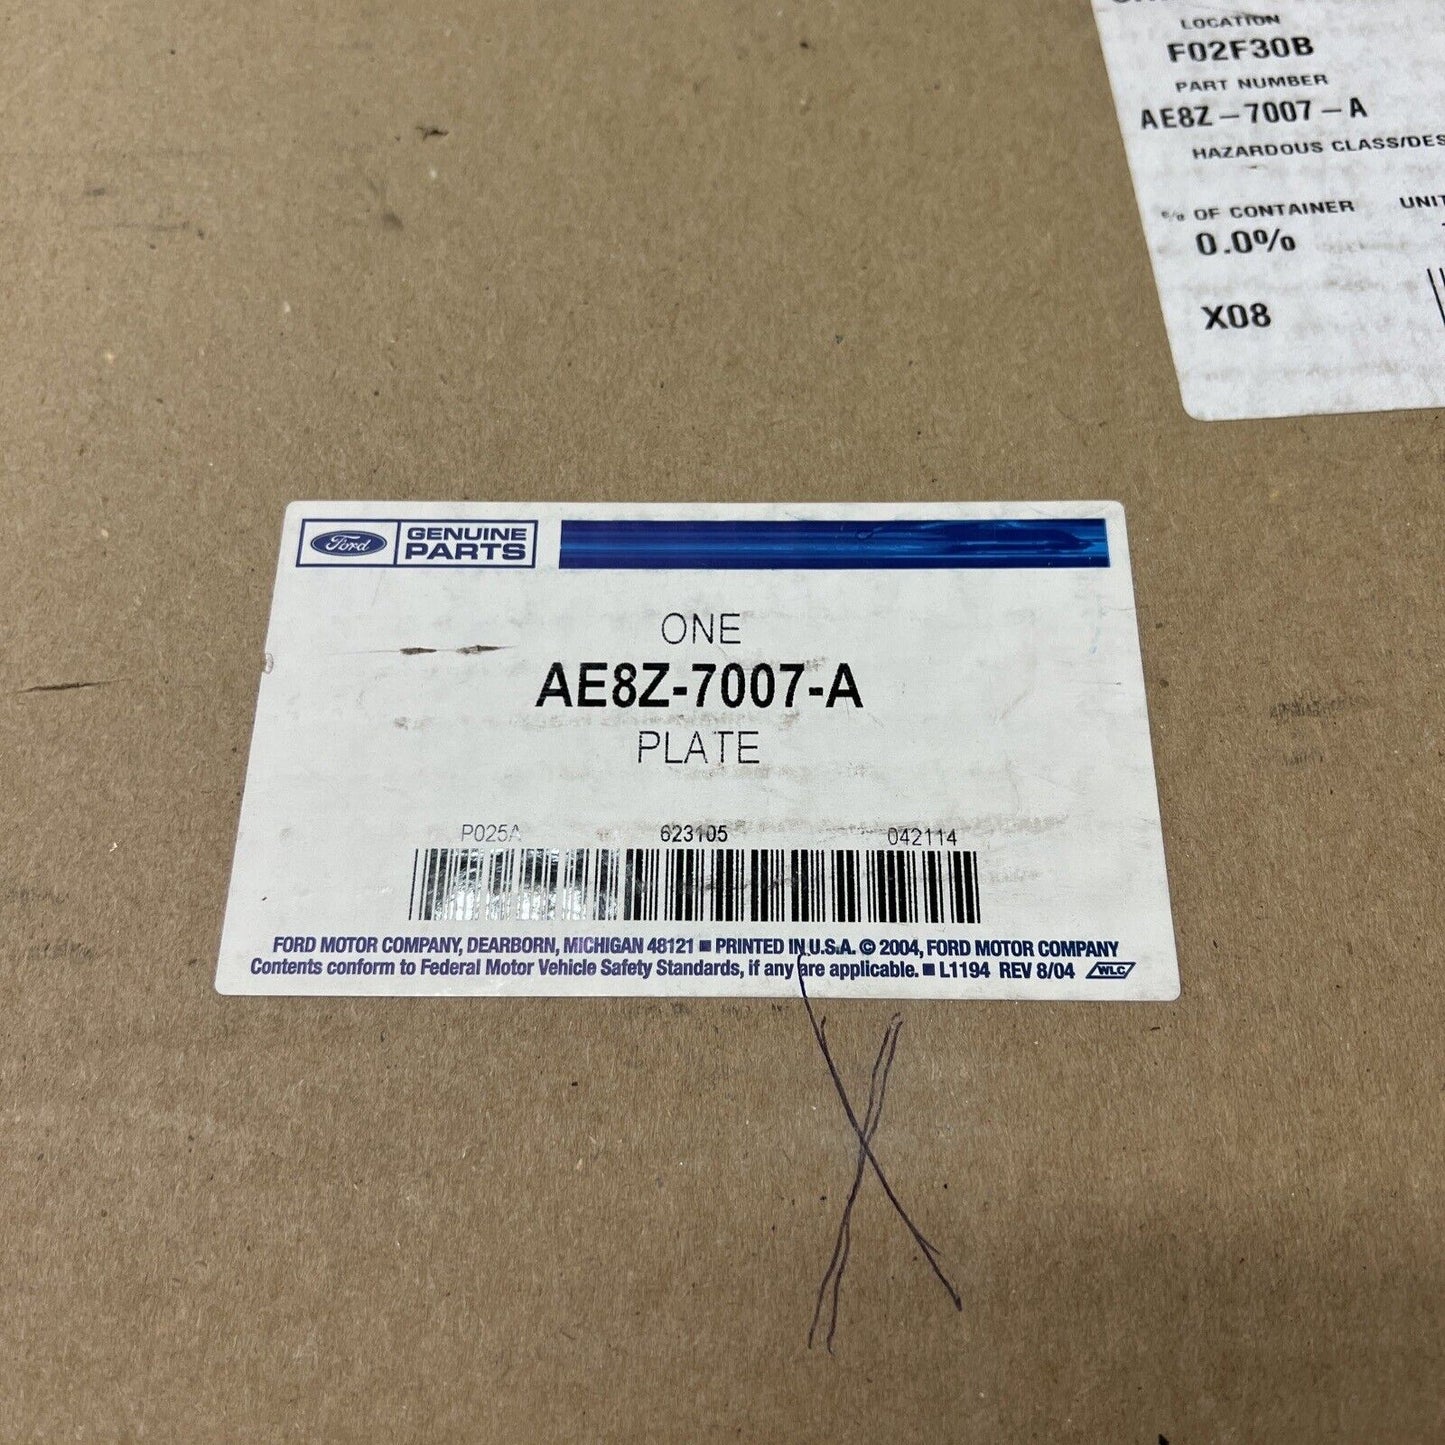 LOCATION
F02F30B
PART NUMBER
AE8Z-7007-A
HAZARDOUS CLASS/DES
% OF CONTAINER UNIT
0.0%
X08
Ford GENUINE
PARTS
ONE
AE8Z-7007-A
PLATE
P025A 623105 042114
FORD MOTOR COMPANY, DEARBORN, MICHIGAN 48121 ■ PRINTED IN U.S.A. © 2004, FORD MOTOR COMPANY
Contents conform to Federal Motor Vehicle Safety Standards, if any are applicable. ■ L1194 REV 8/04 WLC
X